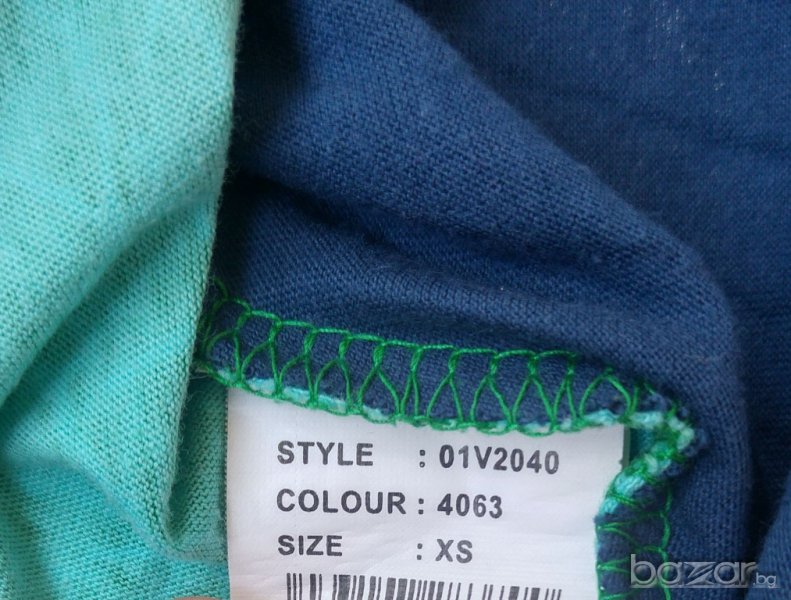 STYLE : 01V2040
COLOUR : 4063
SIZE : XS
bazar.bg